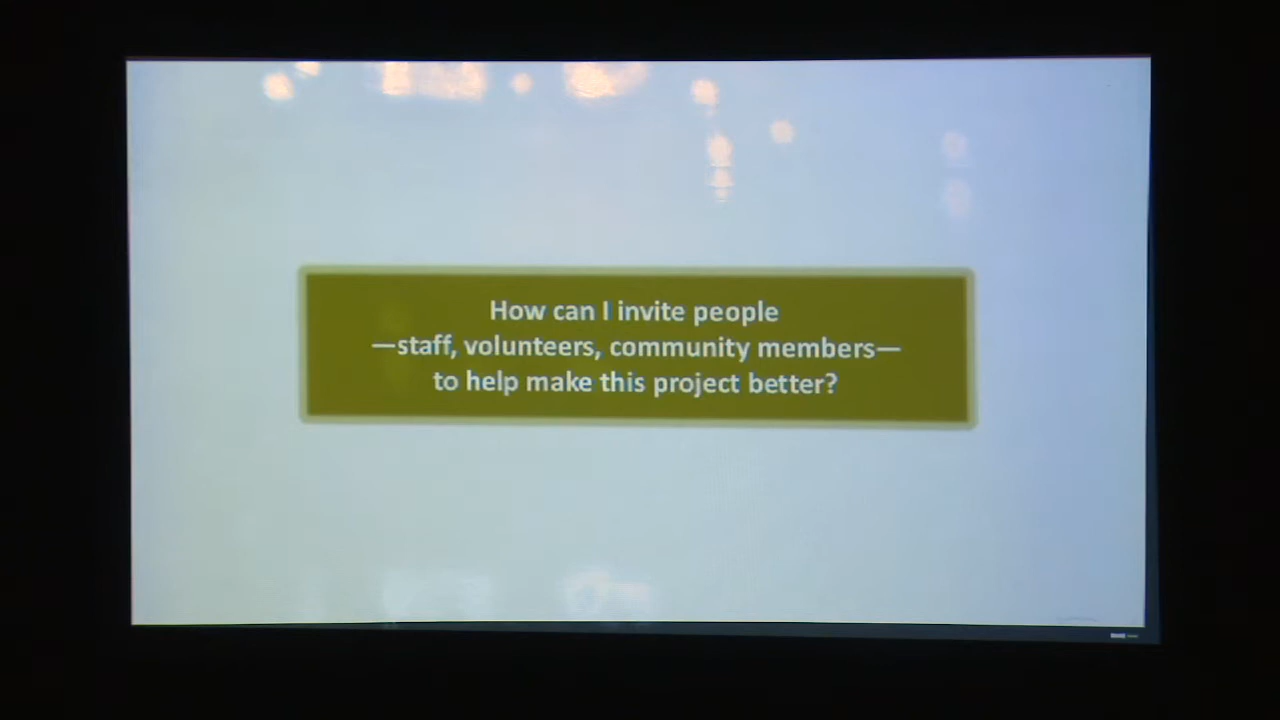 How can I invite people
—staff, volunteers, community members—
to help make this project better?